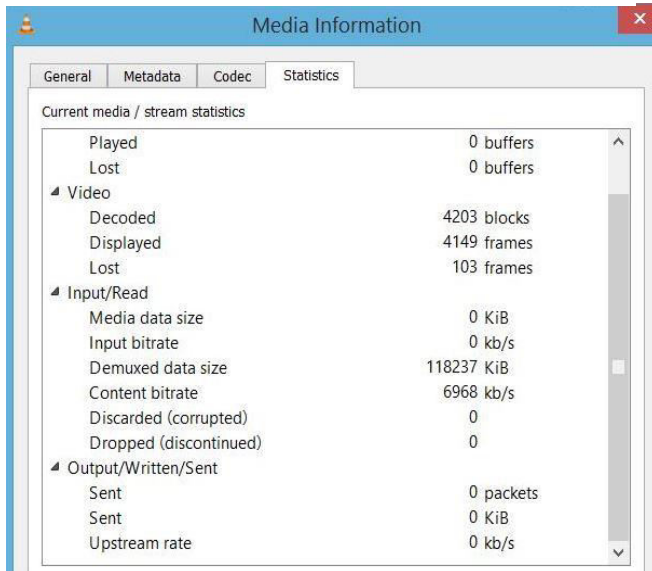 Media Information
General Metadata Codec Statistics
Current media / stream statistics
Played 0 buffers
Lost 0 buffers
Video
Decoded 4203 blocks
Displayed 4149 frames
Lost 103 frames
Input/Read
Media data size 0 KiB
Input bitrate 0 kb/s
Demuxed data size 118237 KiB
Content bitrate 6968 kb/s
Discarded (corrupted) 0
Dropped (discontinued) 0
Output/Written/Sent
Sent 0 packets
Sent 0 KiB
Upstream rate 0 kb/s